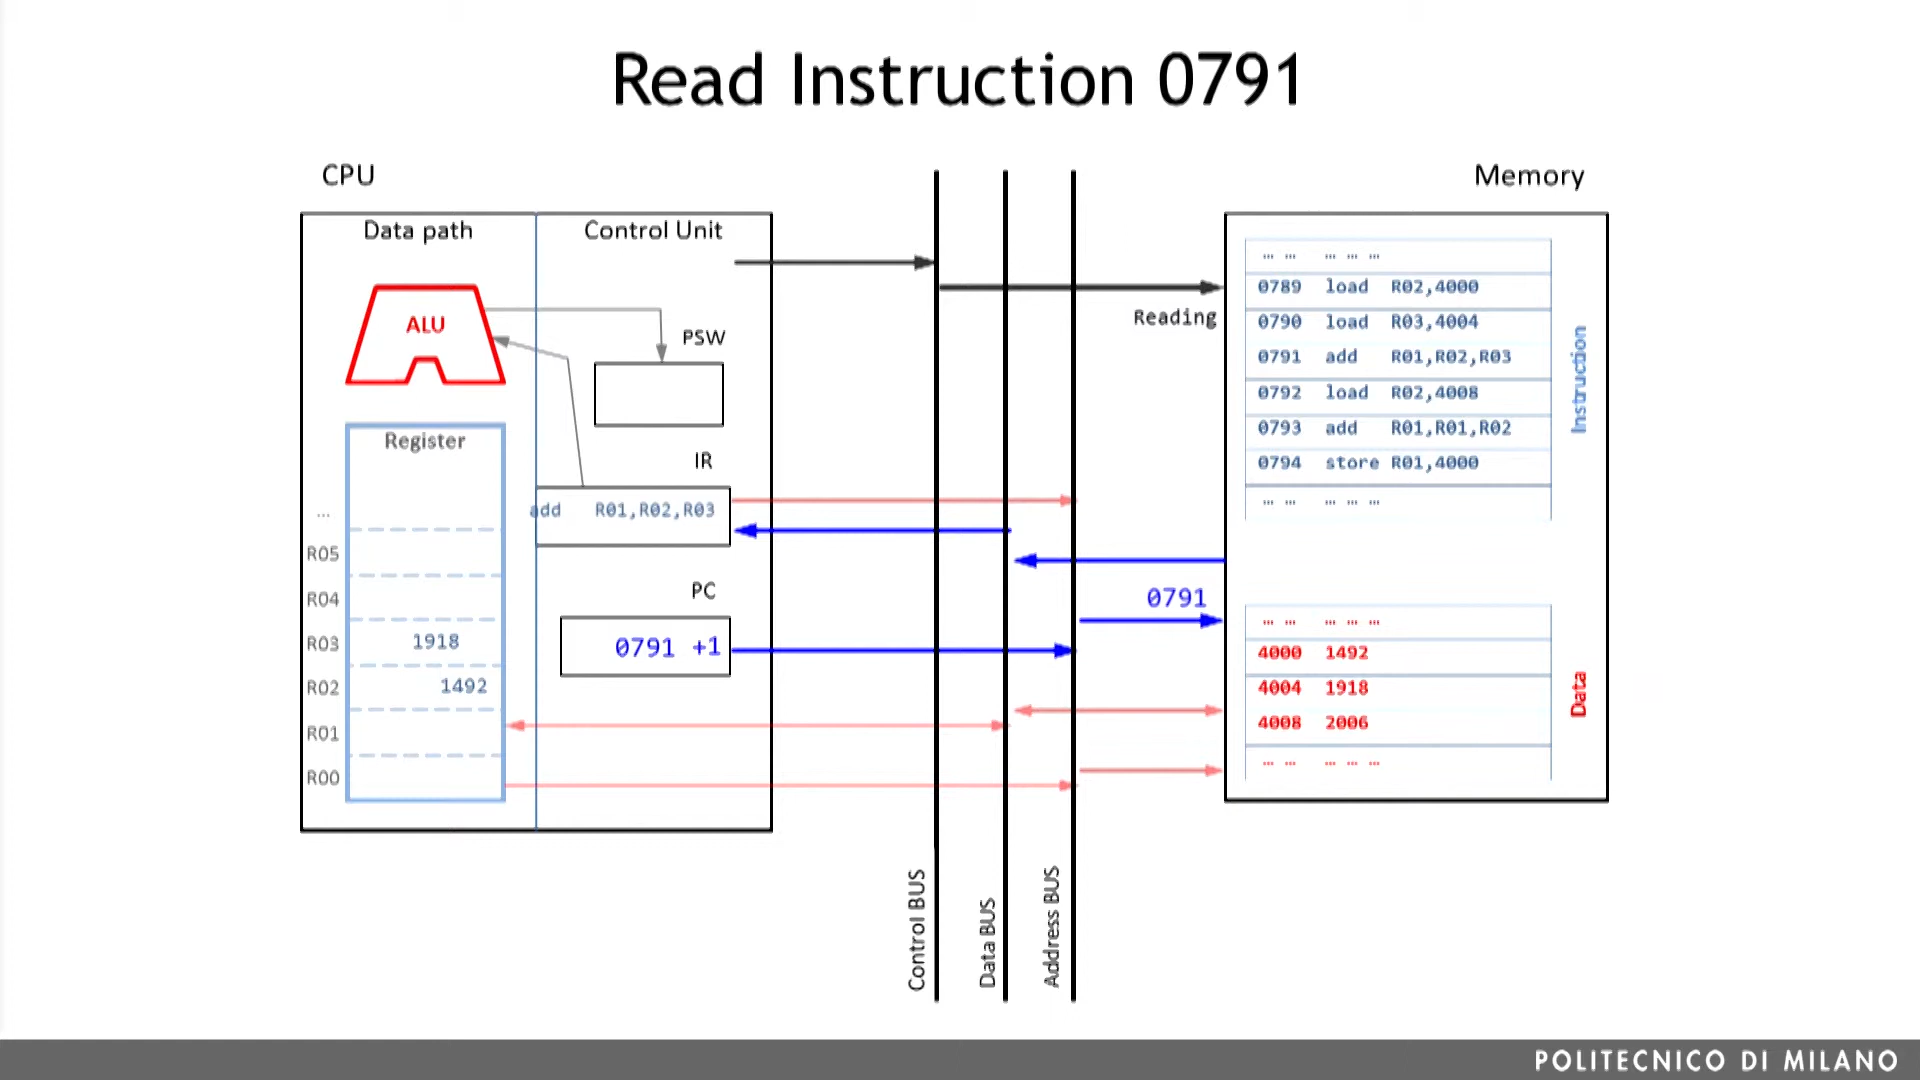 Read Instruction 0791
CPU
Memory
Data path
Control Unit
ALU
PSW
Reading
Register
IR
add R01,R02,R03
PC
0791 +1
0791
...
R05
R04
R03 1918
R02 1492
R01
R00
... ... ... ... ...
0789 load R02,4000
0790 load R03,4004
0791 add R01,R02,R03
0792 load R02,4008
0793 add R01,R01,R02
0794 store R01,4000
... ... ... ... ...
Instruction
... ... ... ... ...
4000 1492
4004 1918
4008 2006
... ... ... ... ...
Data
Control BUS
Data BUS
Address BUS
POLITECNICO DI MILANO